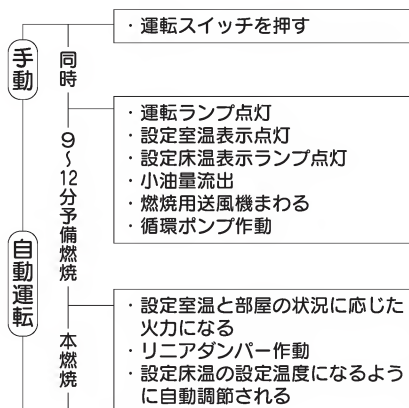 ・運転スイッチを押す
手動
同時
・運転ランプ点灯
・設定室温表示点灯
・設定床温表示ランプ点灯
・小油量流出
・燃焼用送風機まわる
・循環ポンプ作動
9～12分予備燃焼
自動運転
・設定室温と部屋の状況に応じた
火力になる
・リニアダンパー作動
・設定床温の設定温度になるよう
に自動調節される
本燃焼